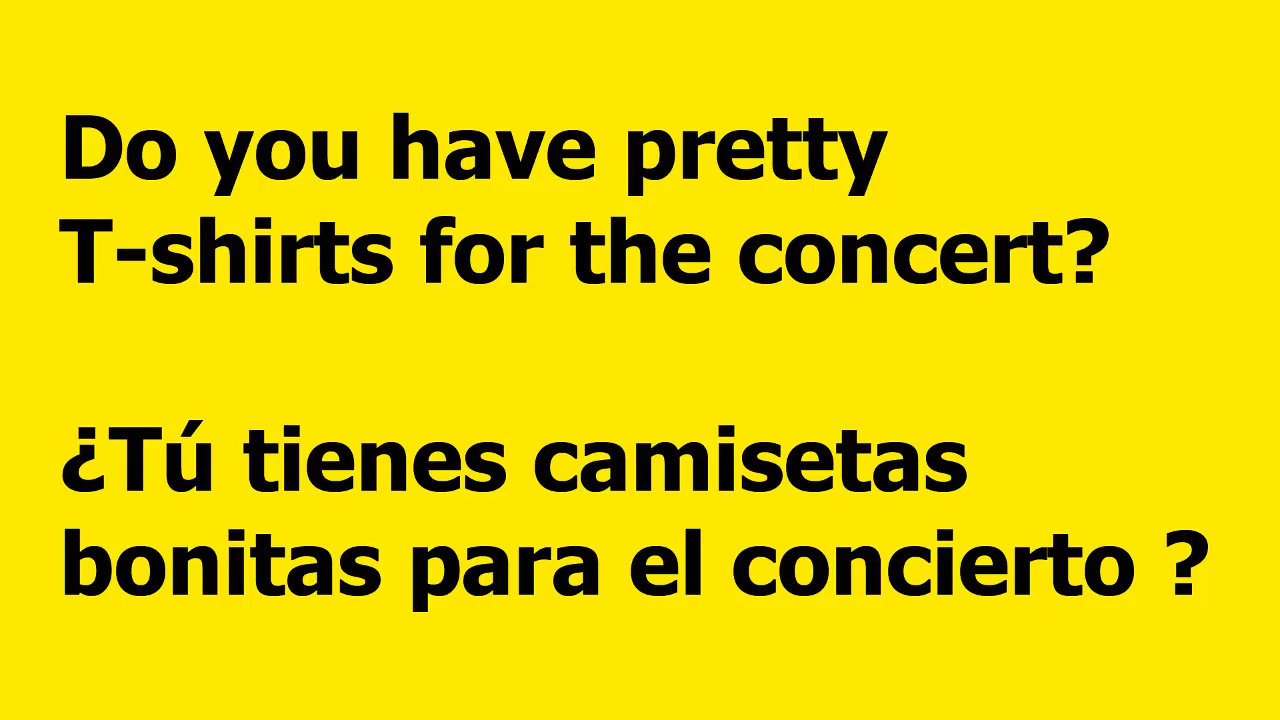 Do you have pretty
T-shirts for the concert?
¿Tú tienes camisetas
bonitas para el concierto ?